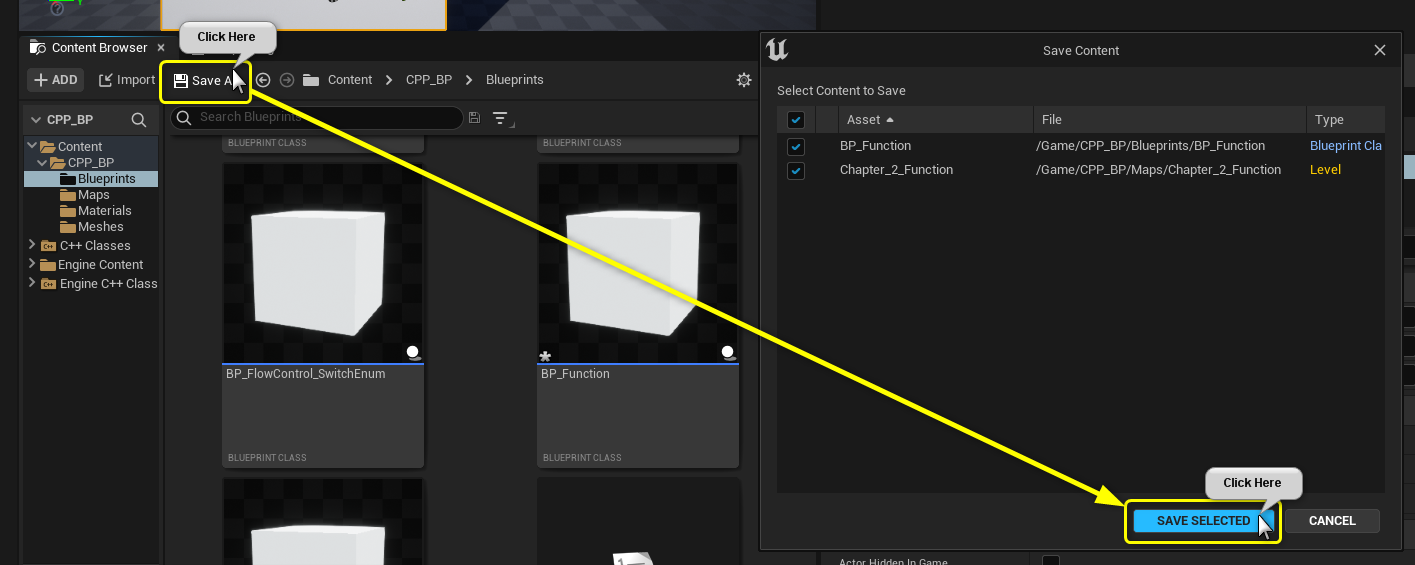 Click Here
Content Browser
ADD
Import
Save A
Content
CPP_BP
Blueprints
CPP_BP
Search Blueprints
Content
CPP_BP
Blueprints
Maps
Materials
Meshes
C++ Classes
Engine Content
Engine C++ Class
BLUEPRINT CLASS
BLUEPRINT CLASS
BP_FlowControl_SwitchEnum
BLUEPRINT CLASS
BP_Function
BLUEPRINT CLASS
Save Content
Select Content to Save
Asset File Type
BP_Function /Game/CPP_BP/Blueprints/BP_Function Blueprint Cla
Chapter_2_Function /Game/CPP_BP/Maps/Chapter_2_Function Level
Click Here
SAVE SELECTED
CANCEL
Actor Hidden In Game